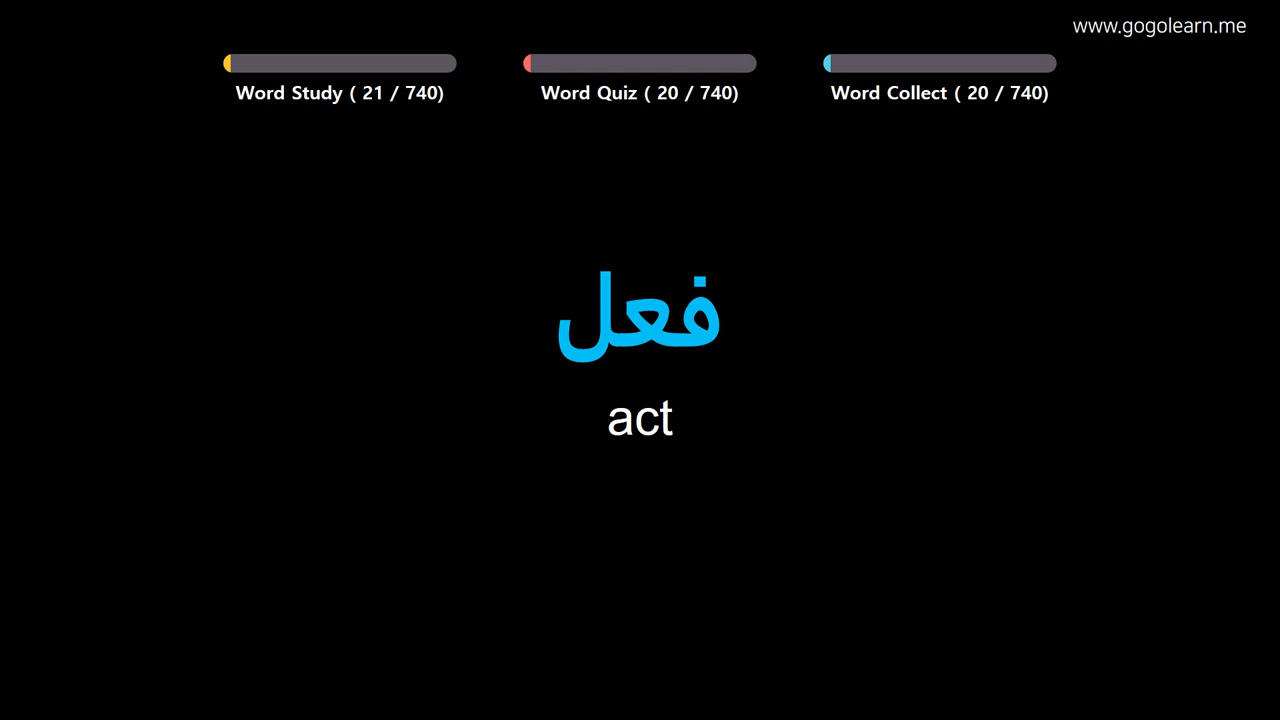 www.gogolearn.me
Word Study ( 21 / 740)
Word Quiz ( 20 / 740)
Word Collect ( 20 / 740)
فعل
act